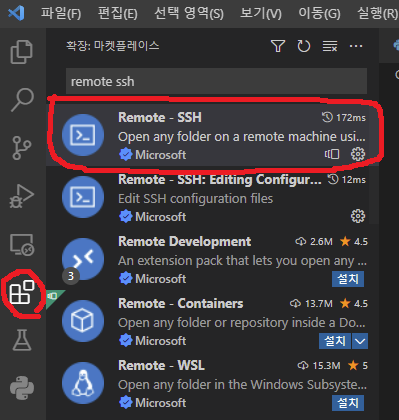 파일(F) 편집(E) 선택 영역(S) 보기(V) 이동(G) 실행(R)
확장: 마켓플레이스
remote ssh
Remote - SSH 172ms
Open any folder on a remote machine usi...
Microsoft
Remote - SSH: Editing Configur... 12ms
Edit SSH configuration files
Microsoft
Remote Development 2.6M 4.5
An extension pack that lets you open any ...
3 Microsoft 설치
Remote - Containers 13.7M 4.5
Open any folder or repository inside a Do...
Microsoft 설치
Remote - WSL 15.3M 5
Open any folder in the Windows Subsyste...
Microsoft 설치